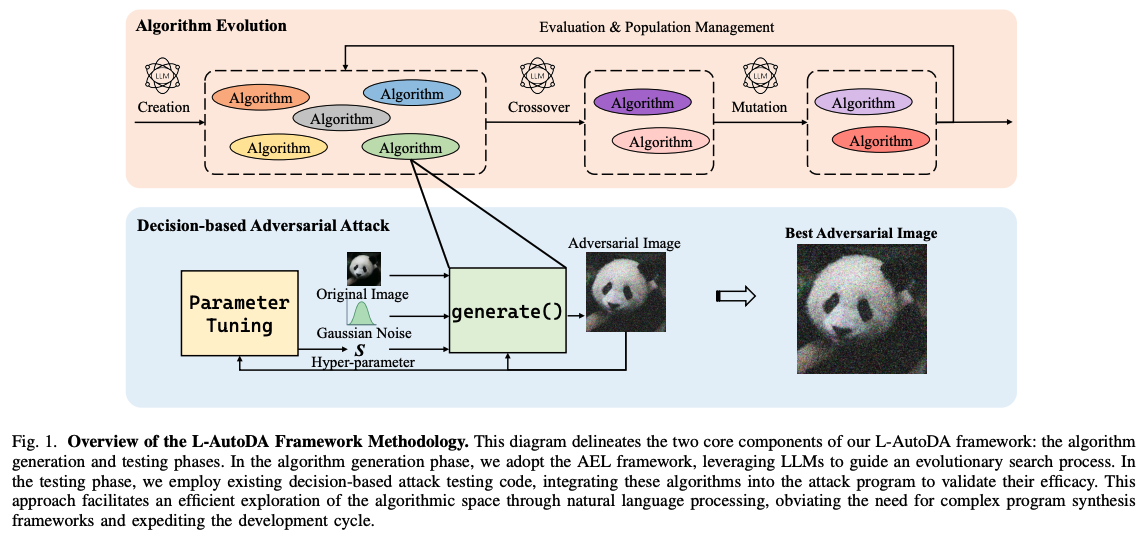 Algorithm Evolution
Evaluation & Population Management
LLM
LLM
LLM
Creation
Crossover
Mutation
Algorithm
Algorithm
Algorithm
Algorithm
Algorithm
Algorithm
Algorithm
Algorithm
Algorithm
Decision-based Adversarial Attack
Parameter
Tuning
Original Image
Gaussian Noise
S
Hyper-parameter
generate()
Adversarial Image
Best Adversarial Image
Fig. 1. Overview of the L-AutoDA Framework Methodology. This diagram delineates the two core components of our L-AutoDA framework: the algorithm
generation and testing phases. In the algorithm generation phase, we adopt the AEL framework, leveraging LLMs to guide an evolutionary search process. In
the testing phase, we employ existing decision-based attack testing code, integrating these algorithms into the attack program to validate their efficacy. This
approach facilitates an efficient exploration of the algorithmic space through natural language processing, obviating the need for complex program synthesis
frameworks and expediting the development cycle.